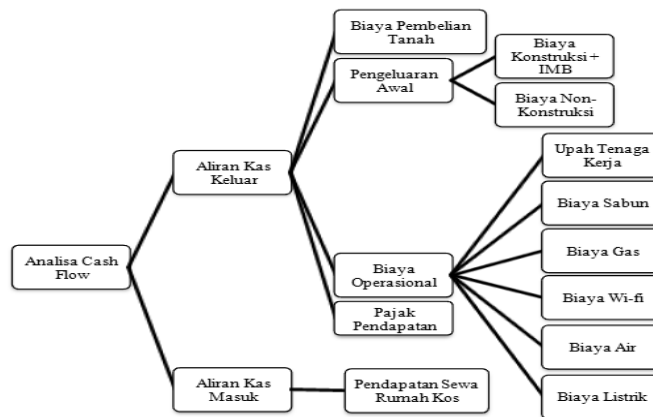 Biaya Pembelian
Tanah
Pengeluaran
Awal
Biaya
Konstruksi +
IMB
Biaya Non-
Konstruksi
Aliran Kas
Keluar
Upah Tenaga
Kerja
Biaya Sabun
Biaya Gas
Biaya Wi-fi
Biaya Air
Biaya Listrik
Analisa Cash
Flow
Biaya
Operasional
Pajak
Pendapatan
Aliran Kas
Masuk
Pendapatan Sewa
Rumah Kos